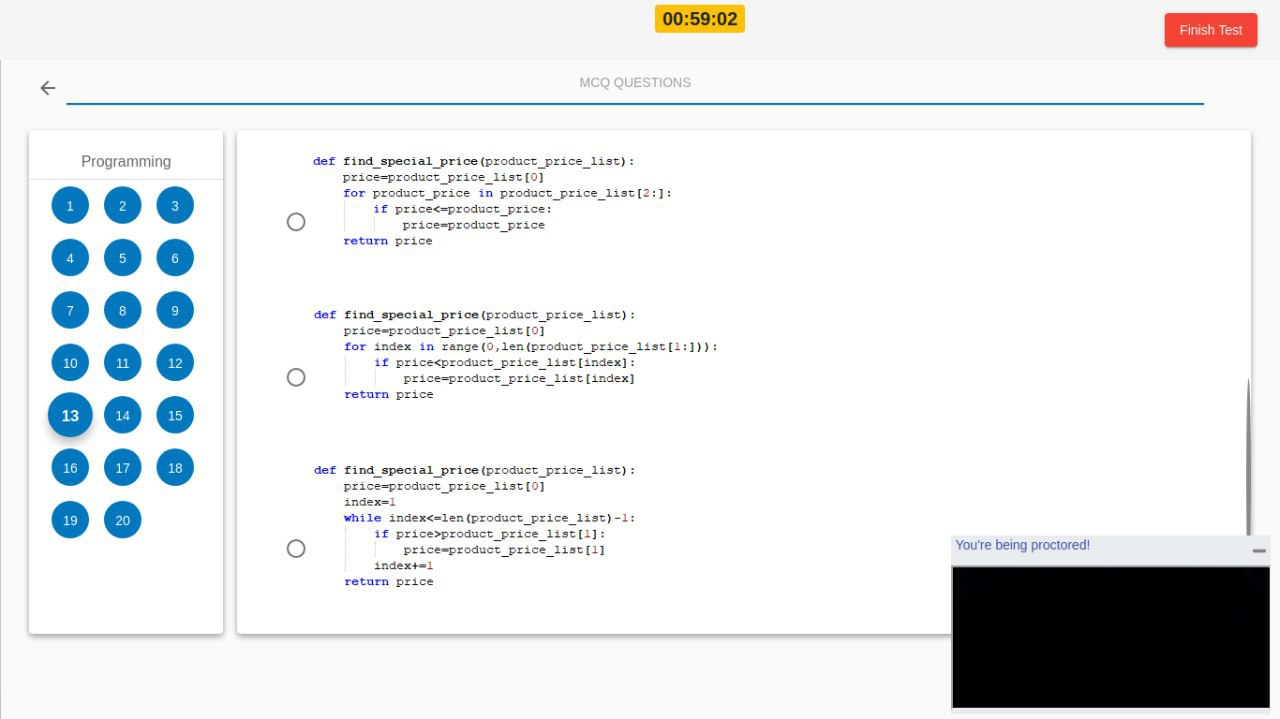 00:59:02
Finish Test
MCQ QUESTIONS
Programming
1 2 3
4 5 6
7 8 9
10 11 12
13 14 15
16 17 18
19 20
def find_special_price(product_price_list):
    price=product_price_list[0]
    for product_price in product_price_list[2:]:
        if price<=product_price:
            price=product_price
    return price
def find_special_price(product_price_list):
    price=product_price_list[0]
    for index in range(0,len(product_price_list[1:])):
        if price<product_price_list[index]:
            price=product_price_list[index]
    return price
def find_special_price(product_price_list):
    price=product_price_list[0]
    index=1
    while index<=len(product_price_list)-1:
        if price>product_price_list[1]:
            price=product_price_list[1]
        index+=1
    return price
You're being proctored!